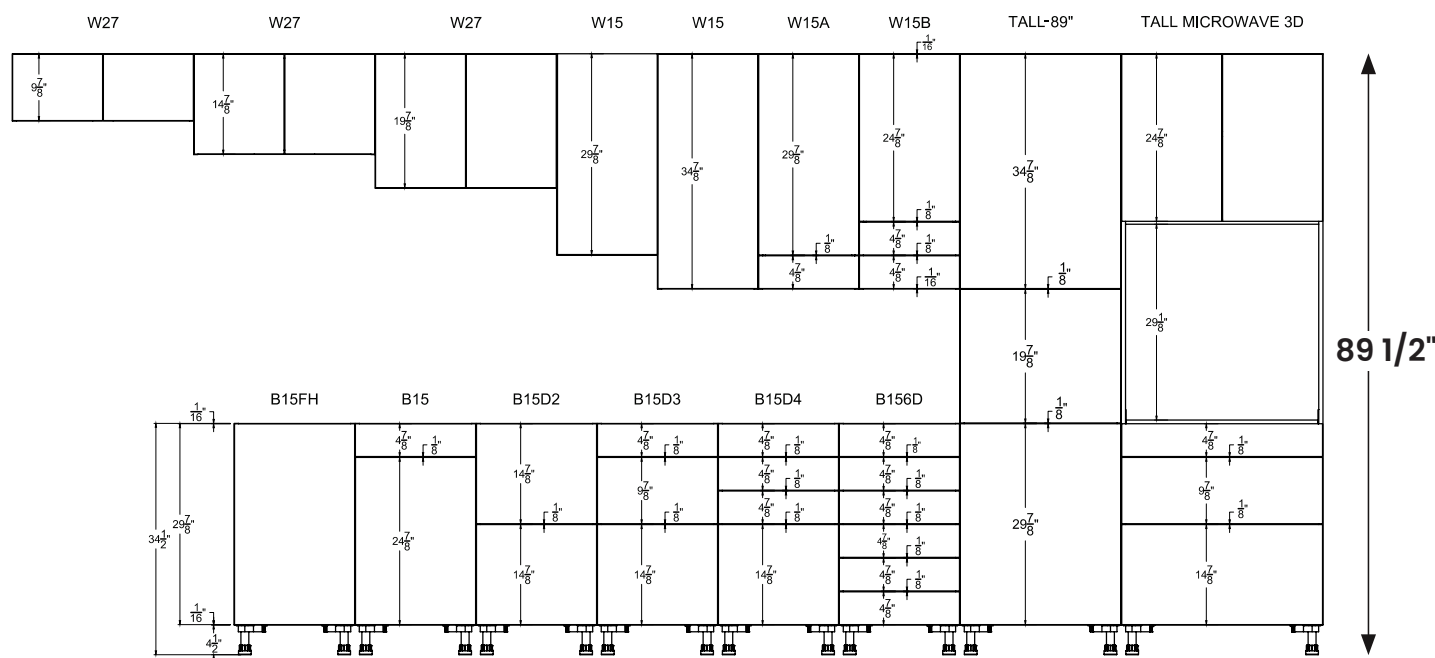 W27 W27 W27 W15 W15 W15A W15B TALL-89" TALL MICROWAVE 3D
1/16"
9 7/8" 14 7/8" 19 7/8" 29 7/8" 34 7/8" 29 7/8" 24 7/8" 34 7/8" 24 7/8"
1/8"
1/8" 4 7/8" 1/8"
4 7/8" 4 7/8" 1/16" 1/8"
29 1/8"
19 7/8"
89 1/2"
B15FH B15 B15D2 B15D3 B15D4 B156D
1/16" 1/8"
4 7/8" 1/8" 4 7/8" 1/8" 4 7/8" 1/8" 4 7/8" 1/8" 4 7/8" 1/8"
14 7/8" 9 7/8" 4 7/8" 1/8" 4 7/8" 1/8" 9 7/8"
34 1/2" 29 7/8" 24 7/8" 1/8" 1/8" 4 7/8" 1/8" 4 7/8" 1/8" 29 7/8" 1/8"
4 7/8" 1/8"
14 7/8" 14 7/8" 14 7/8" 4 7/8" 1/8" 14 7/8"
1/16" 4 7/8"
4 1/2"